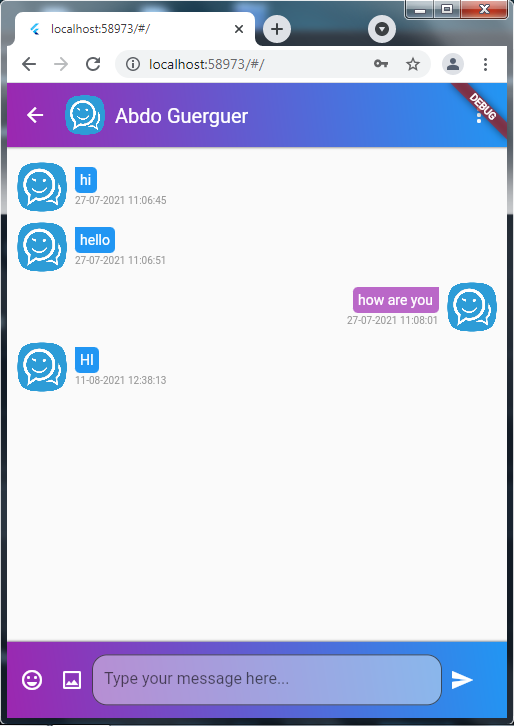 localhost:58973/#/
localhost:58973/#/
Abdo Guerguer
DEBUG
hi
27-07-2021 11:06:45
hello
27-07-2021 11:06:51
how are you
27-07-2021 11:08:01
HI
11-08-2021 12:38:13
Type your message here...